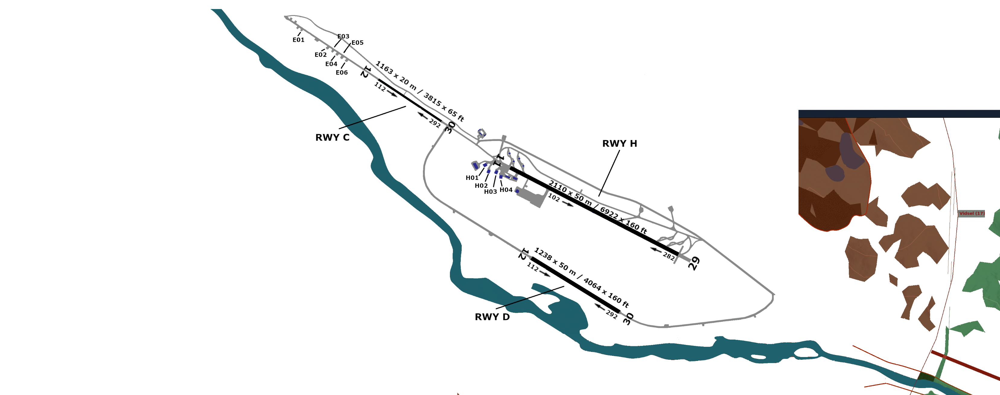 E03
E01
E05
E02
E04
E06
12
1163 x 20 m / 3815 x 65 ft
112
292
30
RWY C
RWY H
11
H01
H02
H03
H04
2110 x 50 m / 6922 x 160 ft
102
282
29
Vidsel (17)
12
1238 x 50 m / 4064 x 160 ft
112
292
30
RWY D